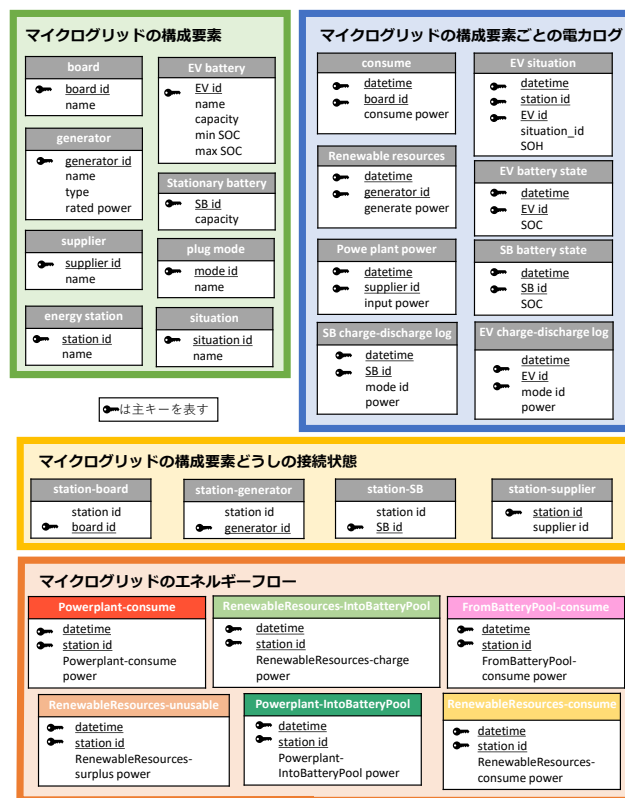 マイクログリッドの構成要素
board
board id
name
EV battery
EV id
name
capacity
min SOC
max SOC
generator
generator id
name
type
rated power
Stationary battery
SB id
capacity
supplier
supplier id
name
plug mode
mode id
name
energy station
station id
name
situation
situation id
name
は主キーを表す
マイクログリッドの構成要素ごとの電力ログ
consume
datetime
board id
consume power
EV situation
datetime
station id
EV id
situation_id
SOH
Renewable resources
datetime
generator id
generate power
EV battery state
datetime
EV id
SOC
Powe plant power
datetime
supplier id
input power
SB battery state
datetime
SB id
SOC
SB charge-discharge log
datetime
SB id
mode id
power
EV charge-discharge log
datetime
EV id
mode id
power
マイクログリッドの構成要素どうしの接続状態
station-board
station id
board id
station-generator
station id
generator id
station-SB
station id
SB id
station-supplier
station id
supplier id
マイクログリッドのエネルギーフロー
Powerplant-consume
datetime
station id
Powerplant-consume
power
RenewableResources-IntoBatteryPool
datetime
station id
RenewableResources-charge
power
FromBatteryPool-consume
datetime
station id
FromBatteryPool-
consume power
RenewableResources-unusable
datetime
station id
RenewableResources-
surplus power
Powerplant-IntoBatteryPool
datetime
station id
Powerplant-
IntoBatteryPool power
RenewableResources-consume
datetime
station id
RenewableResources-
consume power